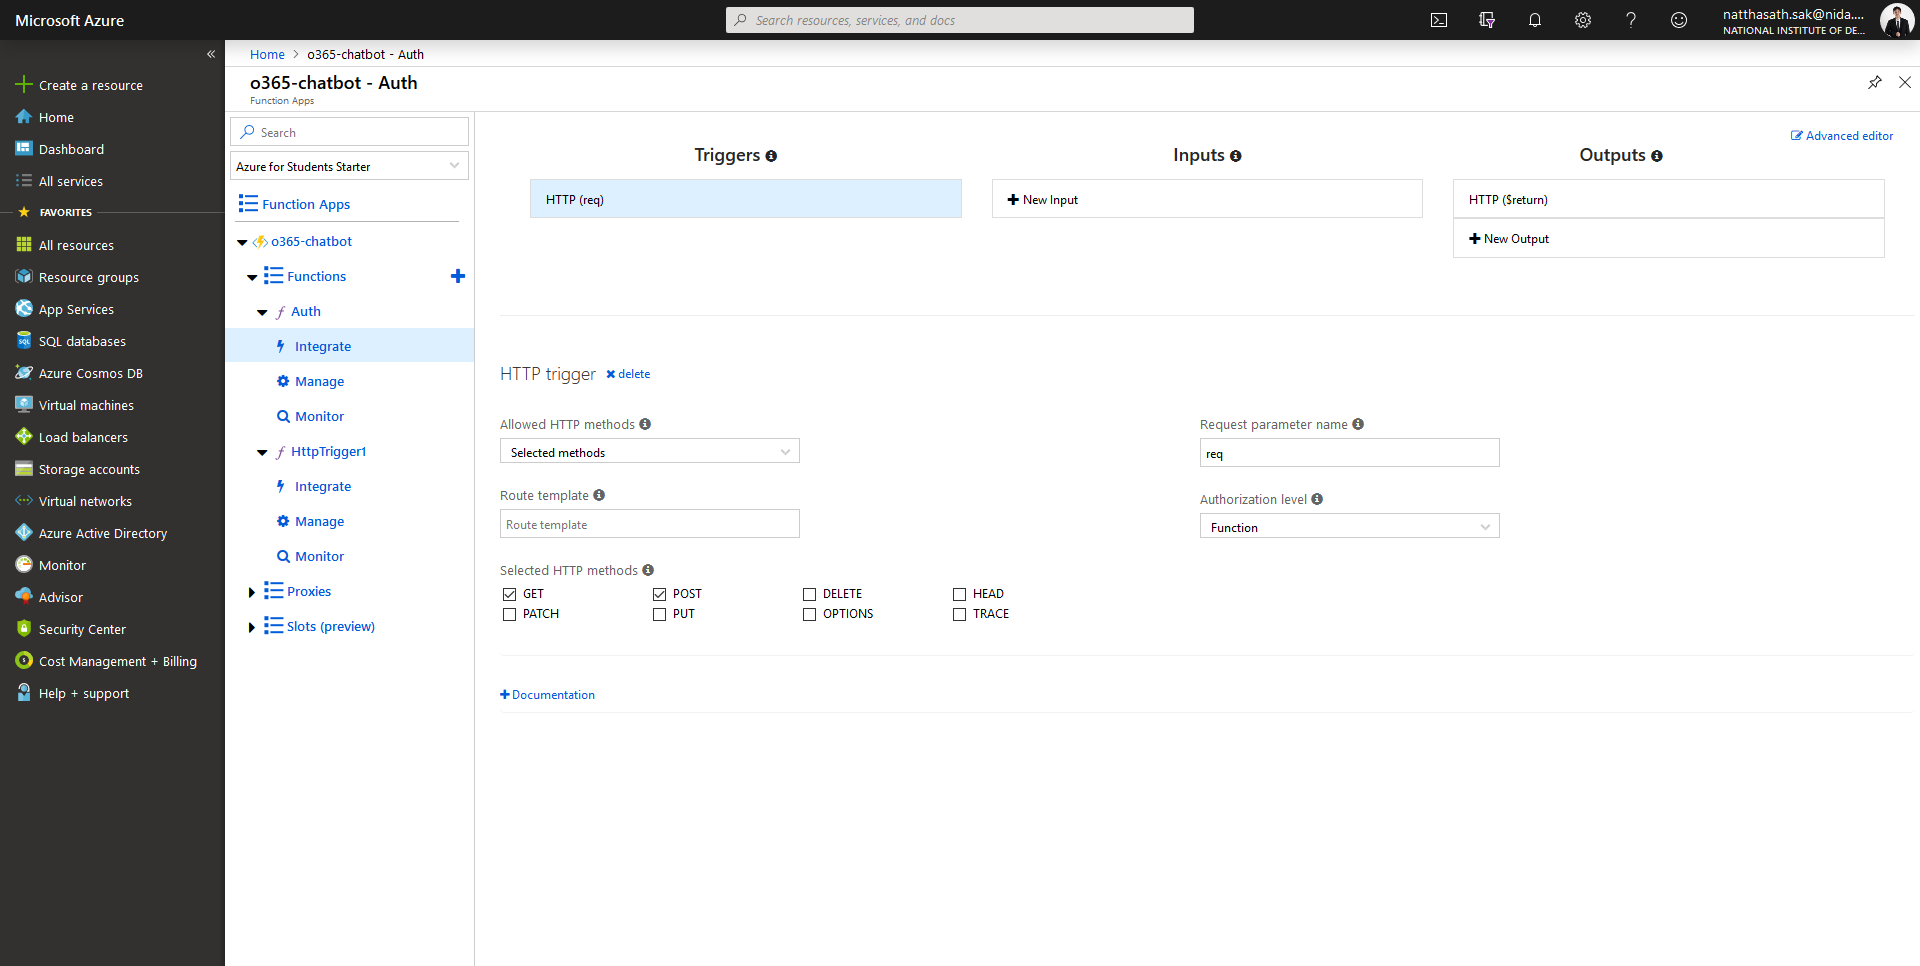 Microsoft Azure
Search resources, services, and docs
natthasath.sak@nida....
NATIONAL INSTITUTE OF DE...
Create a resource
Home
Dashboard
All services
FAVORITES
All resources
Resource groups
App Services
SQL databases
Azure Cosmos DB
Virtual machines
Load balancers
Storage accounts
Virtual networks
Azure Active Directory
Monitor
Advisor
Security Center
Cost Management + Billing
Help + support
Home > o365-chatbot - Auth
o365-chatbot - Auth
Function Apps
Search
Azure for Students Starter
Function Apps
o365-chatbot
Functions
Auth
Integrate
Manage
Monitor
HttpTrigger1
Integrate
Manage
Monitor
Proxies
Slots (preview)
Advanced editor
Triggers
HTTP (req)
Inputs
New Input
Outputs
HTTP ($return)
New Output
HTTP trigger delete
Allowed HTTP methods
Selected methods
Request parameter name
req
Route template
Route template
Authorization level
Function
Selected HTTP methods
GET POST DELETE HEAD
PATCH PUT OPTIONS TRACE
Documentation